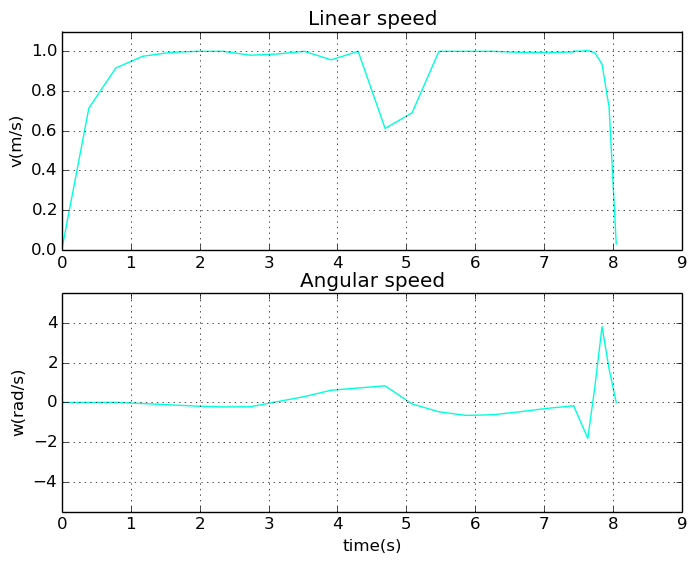 Linear speed
v(m/s)
1.0
0.8
0.6
0.4
0.2
0.0
0 1 2 3 4 5 6 7 8 9
Angular speed
w(rad/s)
4
2
0
−2
−4
0 1 2 3 4 5 6 7 8 9
time(s)